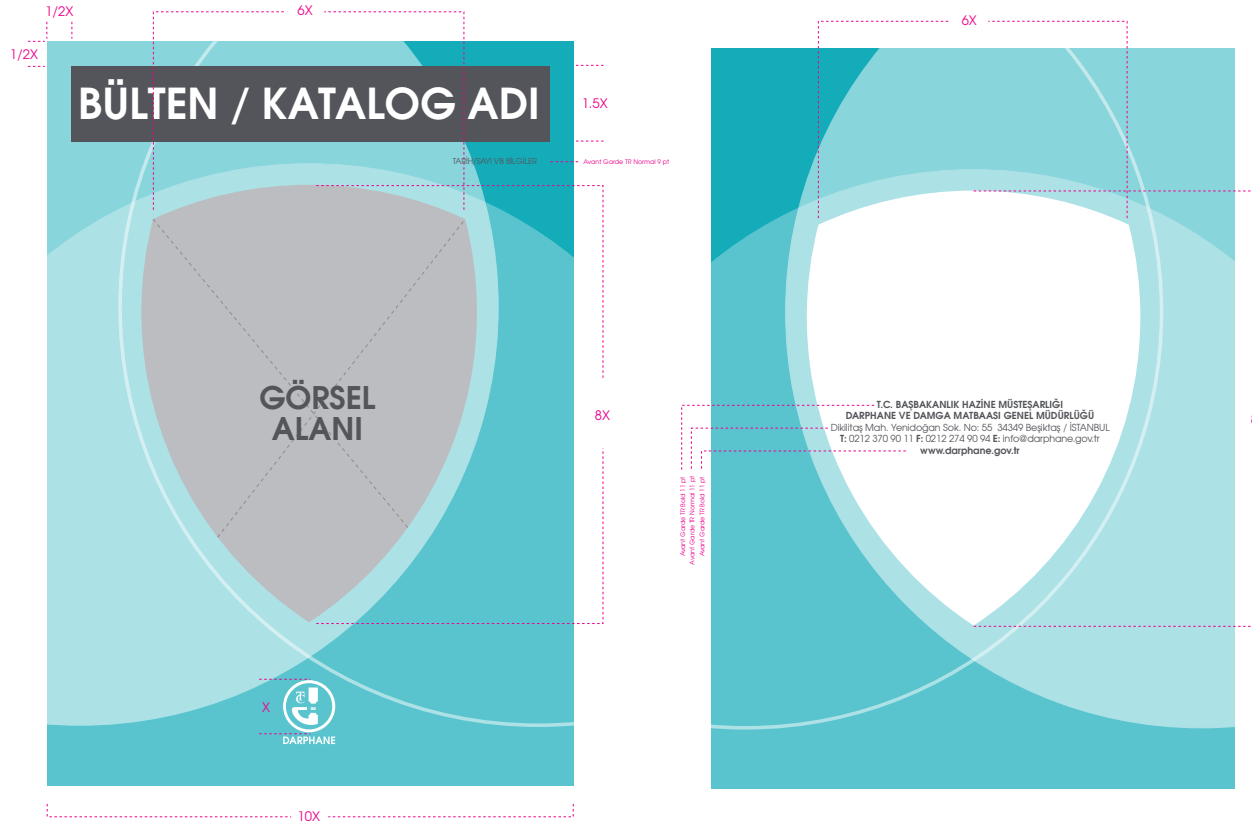 1/2X
6X
1/2X
BÜLTEN / KATALOG ADI
1.5X
TARİH/SAYI VB BİLGİLER
Avant Garde TR Normal 9 pt
GÖRSEL
ALANI
8X
X
TC
DARPHANE
10X
6X
T.C. BAŞBAKANLIK HAZİNE MÜSTEŞARLIĞI
DARPHANE VE DAMGA MATBAASI GENEL MÜDÜRLÜĞÜ
Dikilitaş Mah. Yenidoğan Sok. No: 55 34349 Beşiktaş / İSTANBUL
T: 0212 370 90 11 F: 0212 274 90 94 E: info@darphane.gov.tr
www.darphane.gov.tr
Avant Garde TR Bold 11 pt
Avant Garde TR Normal 11 pt
Avant Garde TR Bold 11 pt